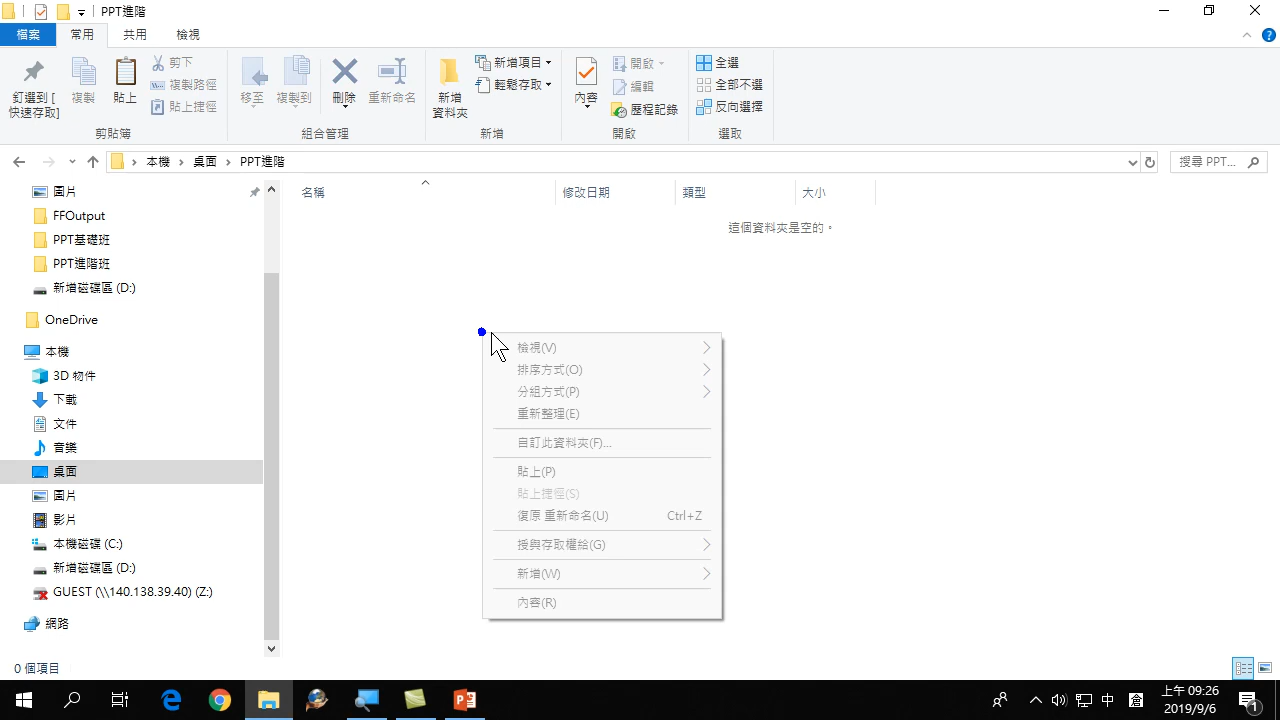 PPT進階
檔案
常用
共用
檢視
釘選到 [
快速存取]
複製
貼上
剪下
複製路徑
貼上捷徑
剪貼簿
移至
複製到
刪除
重新命名
組合管理
新增
資料夾
新增項目
輕鬆存取
新增
內容
開啟
編輯
歷程記錄
開啟
全選
全部不選
反向選擇
選取
本機 › 桌面 › PPT進階
搜尋 PPT...
圖片
FFOutput
PPT基礎班
PPT進階班
新增磁碟區 (D:)
OneDrive
本機
3D 物件
下載
文件
音樂
桌面
圖片
影片
本機磁碟 (C:)
新增磁碟區 (D:)
GUEST (\\140.138.39.40) (Z:)
網路
名稱
修改日期
類型
大小
這個資料夾是空的。
檢視(V)
排序方式(O)
分組方式(P)
重新整理(E)
自訂此資料夾(F)...
貼上(P)
貼上捷徑(S)
復原 重新命名(U) Ctrl+Z
授與存取權給(G)
新增(W)
內容(R)
0 個項目
中
上午 09:26
2019/9/6
1